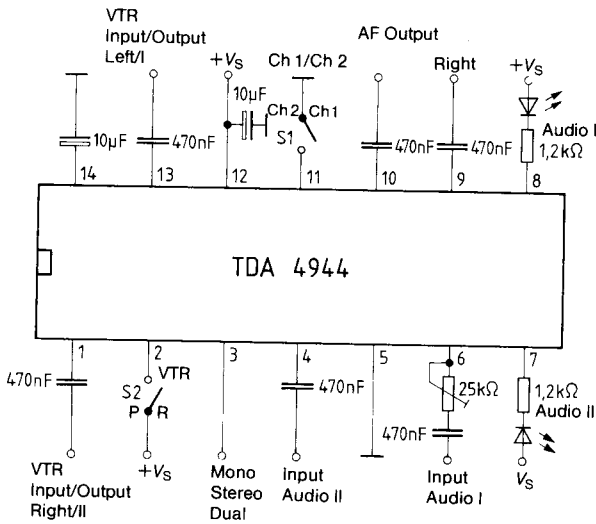 VTR
Input/Output
Left/I
+VS
Ch 1/Ch 2
AF Output
Right
+VS
10µF
Ch2
Ch1
S1
Audio I
10µF
470nF
470nF
470nF
1,2kΩ
14
13
12
11
10
9
8
TDA 4944
1
2
3
4
5
6
7
470nF
S2
VTR
P
R
470nF
25kΩ
1,2kΩ
Audio II
470nF
VTR
Input/Output
Right/II
+VS
Mono
Stereo
Dual
Input
Audio II
Input
Audio I
VS